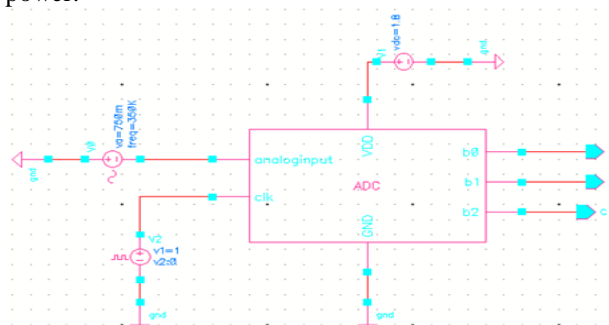 power.
V1
vdc=1.8
gnd
V0
va=750m
freq=350K
gnd
analoginput
VDD
b0
ADC
b1
clk
b2
GND
V2
v1=1
v2:0
gnd
gnd